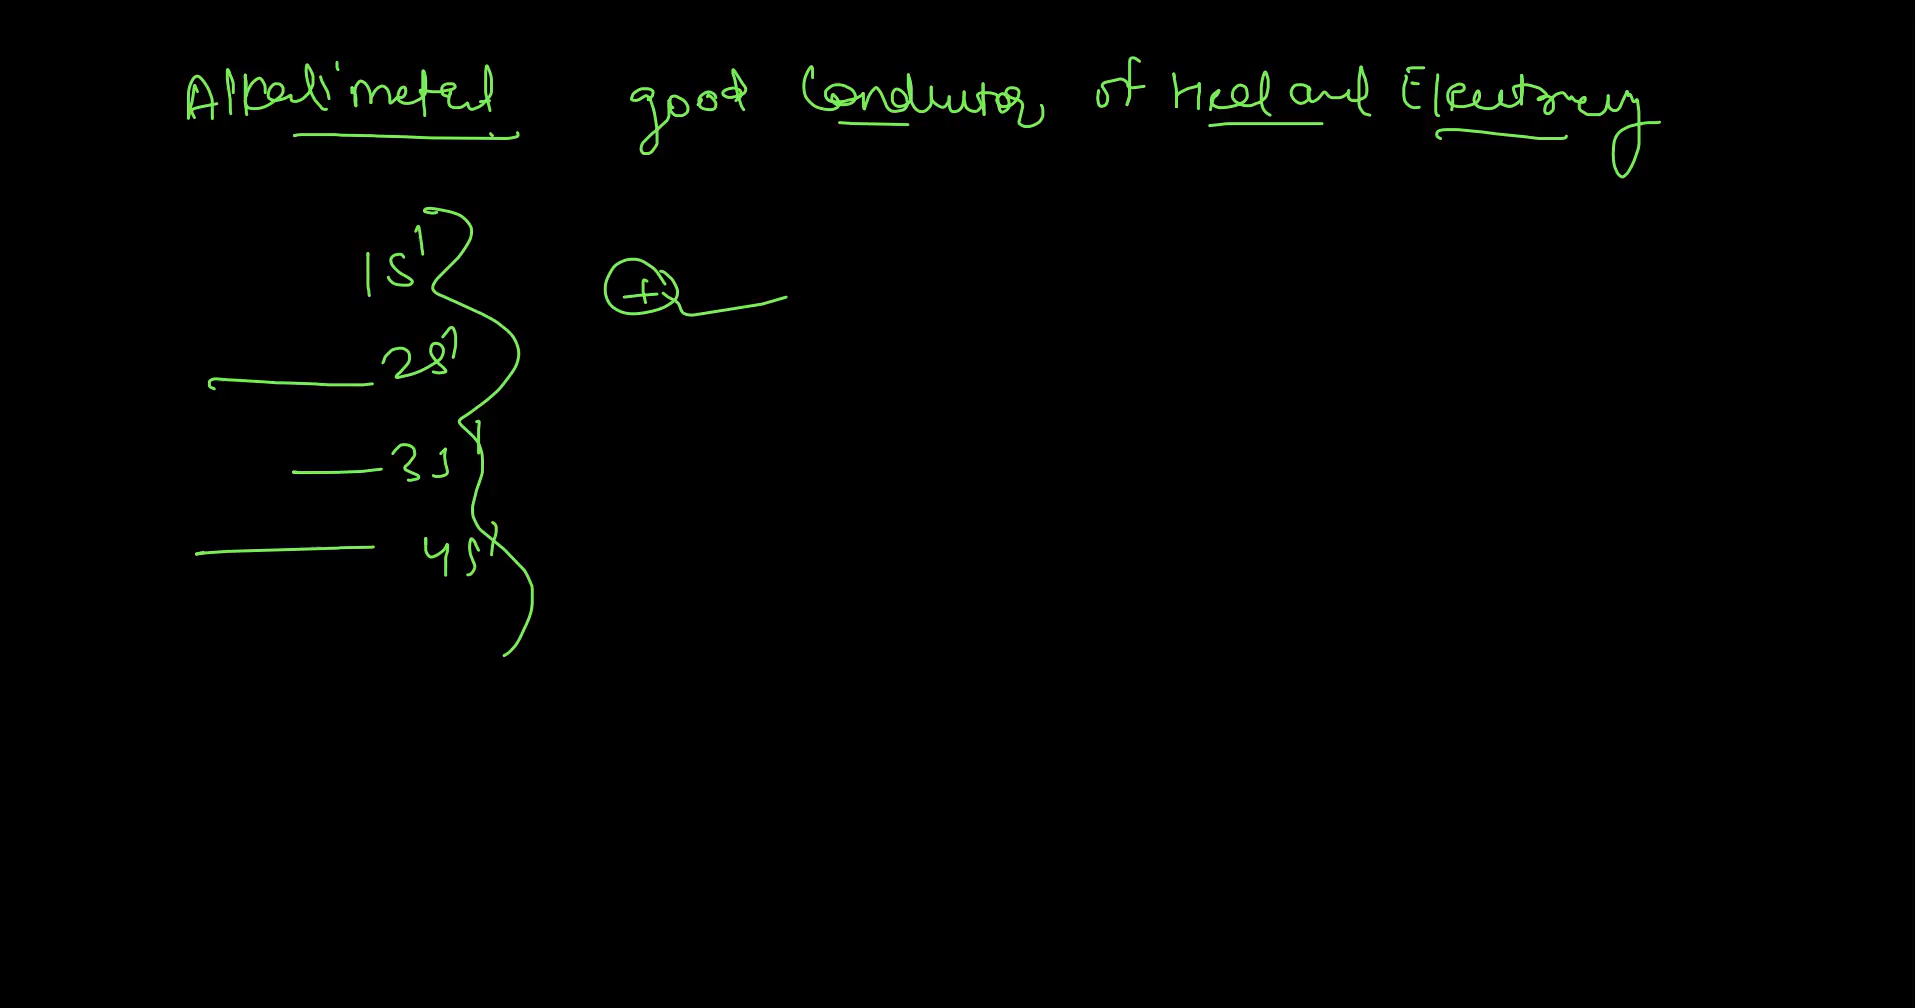 Alkali metal good Conductor of Heat and Electricity
1s¹
2s¹
+
3s¹
4s¹